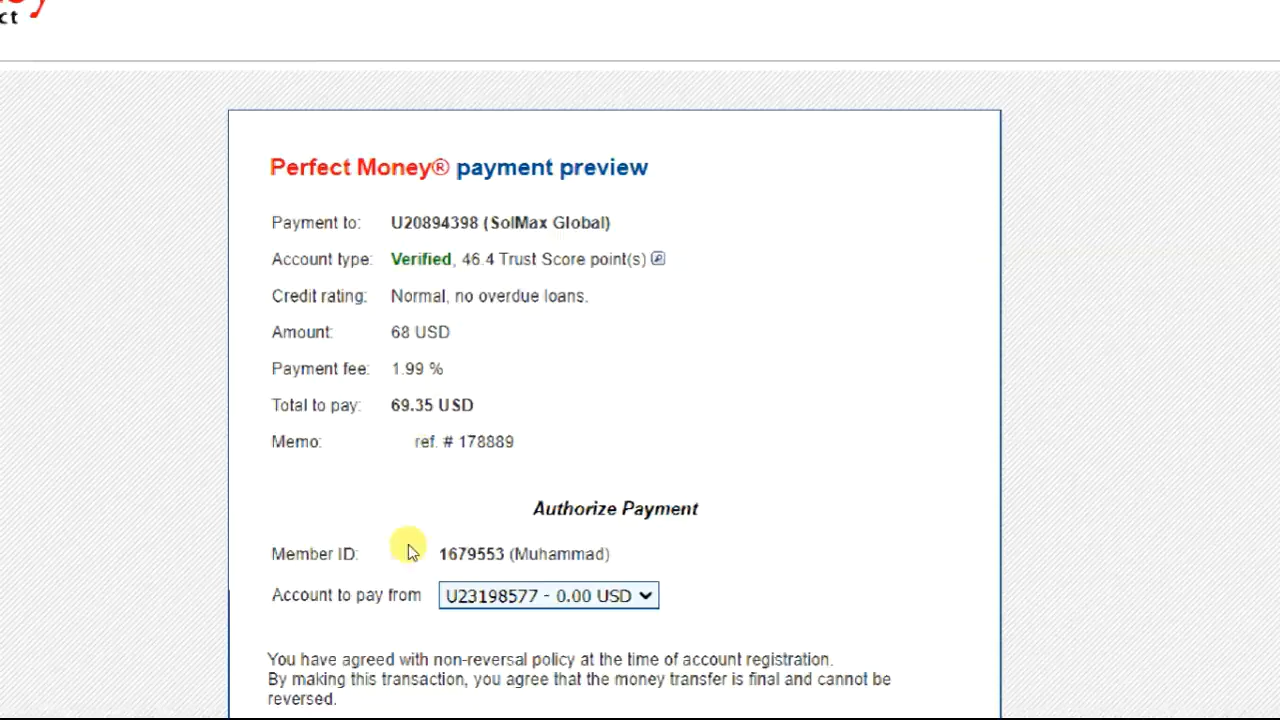 ct
Perfect Money® payment preview
Payment to: U20894398 (SolMax Global)
Account type: Verified, 46.4 Trust Score point(s)
Credit rating: Normal, no overdue loans.
Amount: 68 USD
Payment fee: 1.99 %
Total to pay: 69.35 USD
Memo: ref. # 178889
Authorize Payment
Member ID: 1679553 (Muhammad)
Account to pay from U23198577 - 0.00 USD
You have agreed with non-reversal policy at the time of account registration.
By making this transaction, you agree that the money transfer is final and cannot be
reversed.